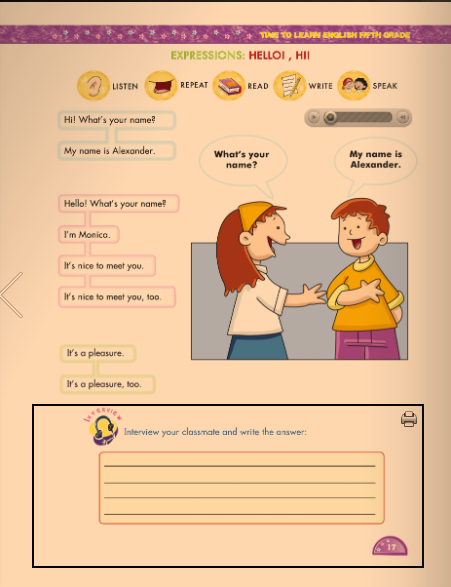 TIME TO LEARN ENGLISH FIFTH GRADE
EXPRESSIONS: HELLO! , HI!
LISTEN
REPEAT
READ
WRITE
SPEAK
Hi! What's your name?
My name is Alexander.
What's your
name?
My name is
Alexander.
Hello! What's your name?
I'm Monica.
It's nice to meet you.
It's nice to meet you, too.
It's a pleasure.
It's a pleasure, too.
INTERVIEW
Interview your classmate and write the answer:
17